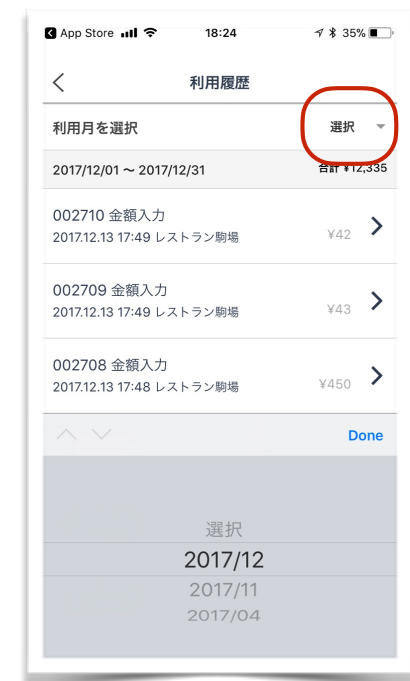 App Store 18:24 35%
利用履歴
利用月を選択 選択
2017/12/01 ~ 2017/12/31 合計 ¥12,335
002710 金額入力
2017.12.13 17:49 レストラン駒場 ¥42
002709 金額入力
2017.12.13 17:49 レストラン駒場 ¥43
002708 金額入力
2017.12.13 17:48 レストラン駒場 ¥450
Done
選択
2017/12
2017/11
2017/04